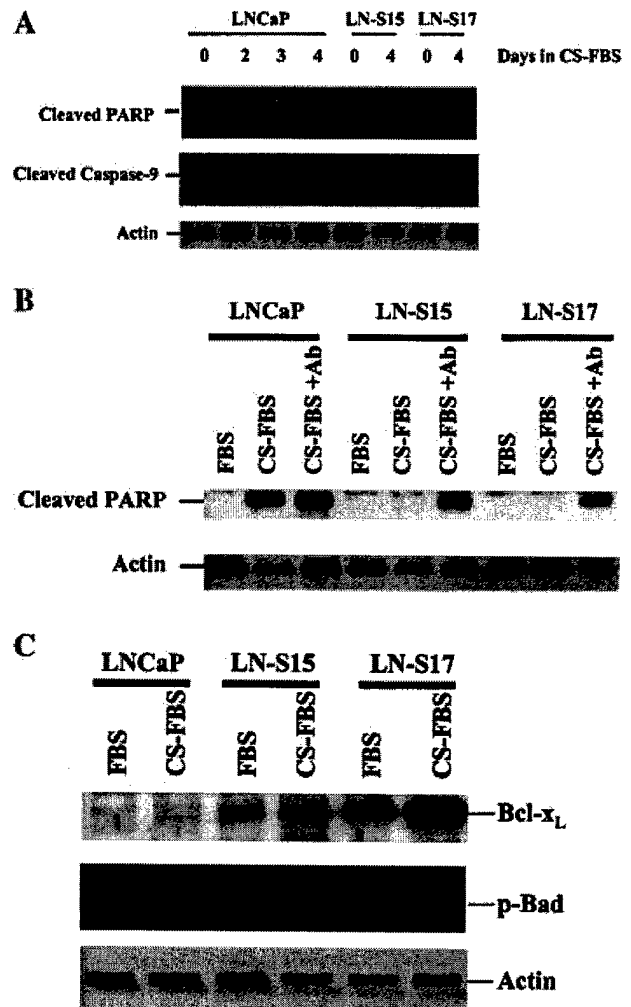 A
LNCaP LN-S15 LN-S17
0 2 3 4 0 4 0 4 Days in CS-FBS
Cleaved PARP
Cleaved Caspase-9
Actin
B
LNCaP LN-S15 LN-S17
FBS CS-FBS CS-FBS +Ab FBS CS-FBS CS-FBS +Ab FBS CS-FBS CS-FBS +Ab
Cleaved PARP
Actin
C
LNCaP LN-S15 LN-S17
FBS CS-FBS FBS CS-FBS FBS CS-FBS
Bcl-xL
p-Bad
Actin